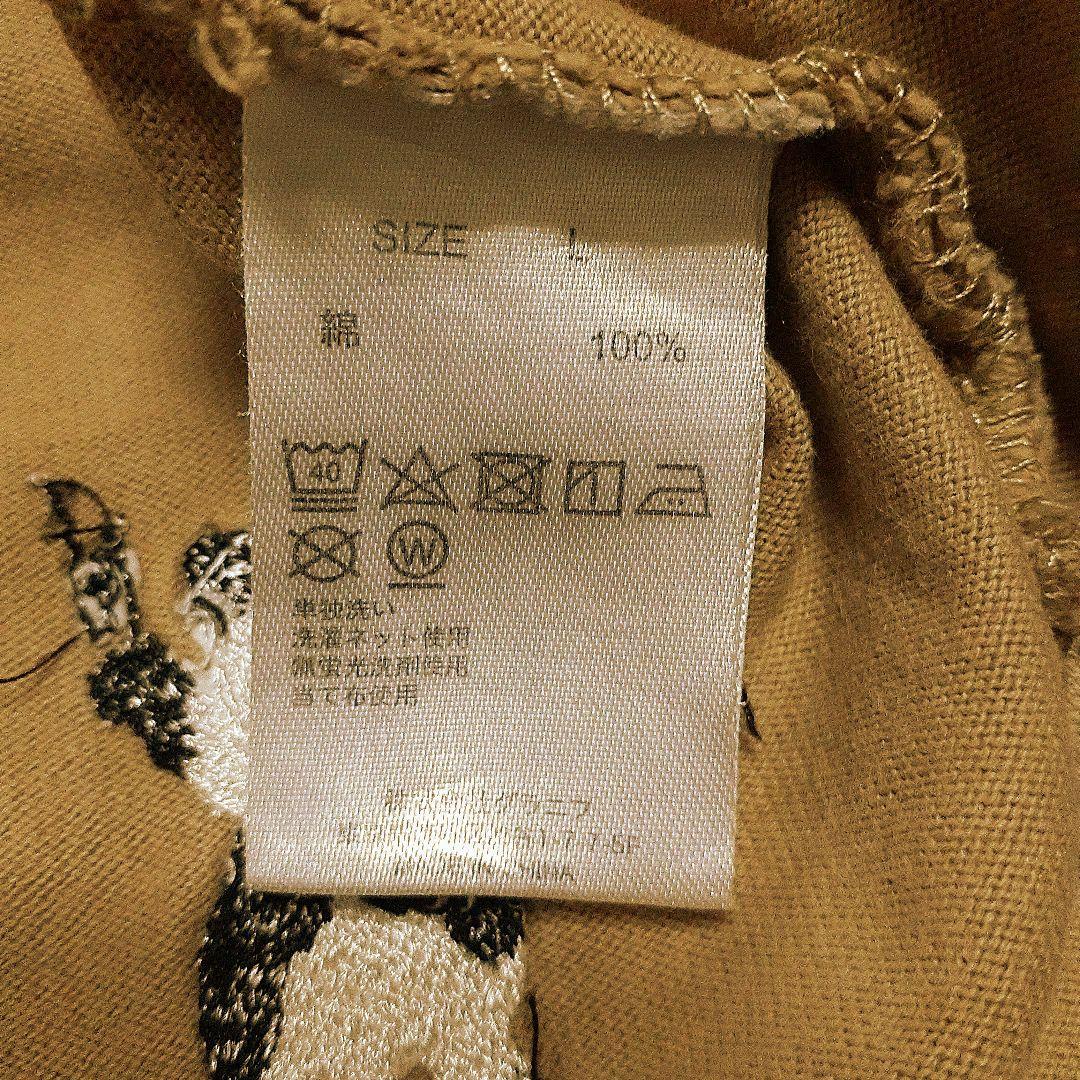 SIZE L
綿 100%
40
W
単独洗い
洗濯ネット使用
無蛍光洗剤使用
当て布使用